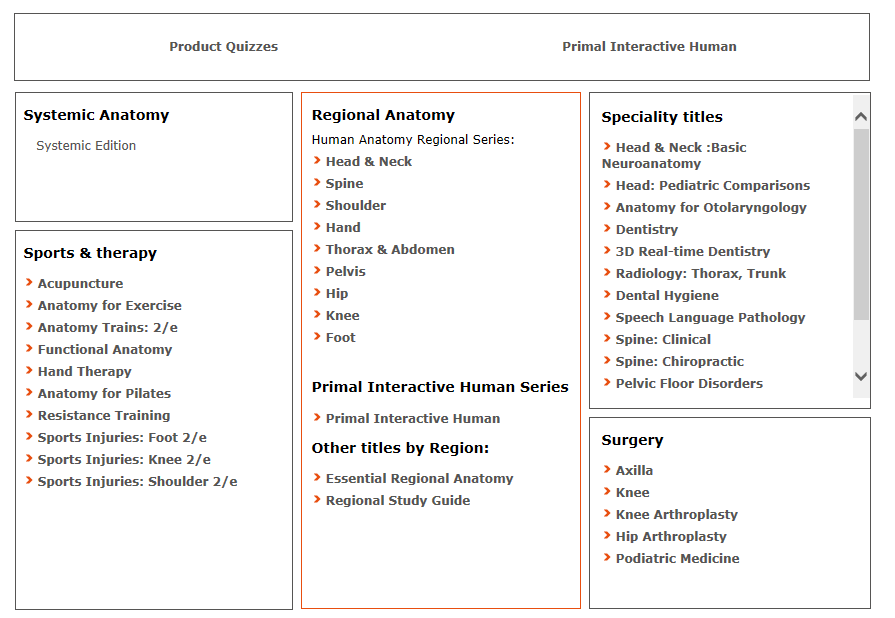 Product Quizzes
Primal Interactive Human
Systemic Anatomy
Systemic Edition
Sports & therapy
Acupuncture
Anatomy for Exercise
Anatomy Trains: 2/e
Functional Anatomy
Hand Therapy
Anatomy for Pilates
Resistance Training
Sports Injuries: Foot 2/e
Sports Injuries: Knee 2/e
Sports Injuries: Shoulder 2/e
Regional Anatomy
Human Anatomy Regional Series:
Head & Neck
Spine
Shoulder
Hand
Thorax & Abdomen
Pelvis
Hip
Knee
Foot
Primal Interactive Human Series
Primal Interactive Human
Other titles by Region:
Essential Regional Anatomy
Regional Study Guide
Speciality titles
Head & Neck :Basic
Neuroanatomy
Head: Pediatric Comparisons
Anatomy for Otolaryngology
Dentistry
3D Real-time Dentistry
Radiology: Thorax, Trunk
Dental Hygiene
Speech Language Pathology
Spine: Clinical
Spine: Chiropractic
Pelvic Floor Disorders
Surgery
Axilla
Knee
Knee Arthroplasty
Hip Arthroplasty
Podiatric Medicine